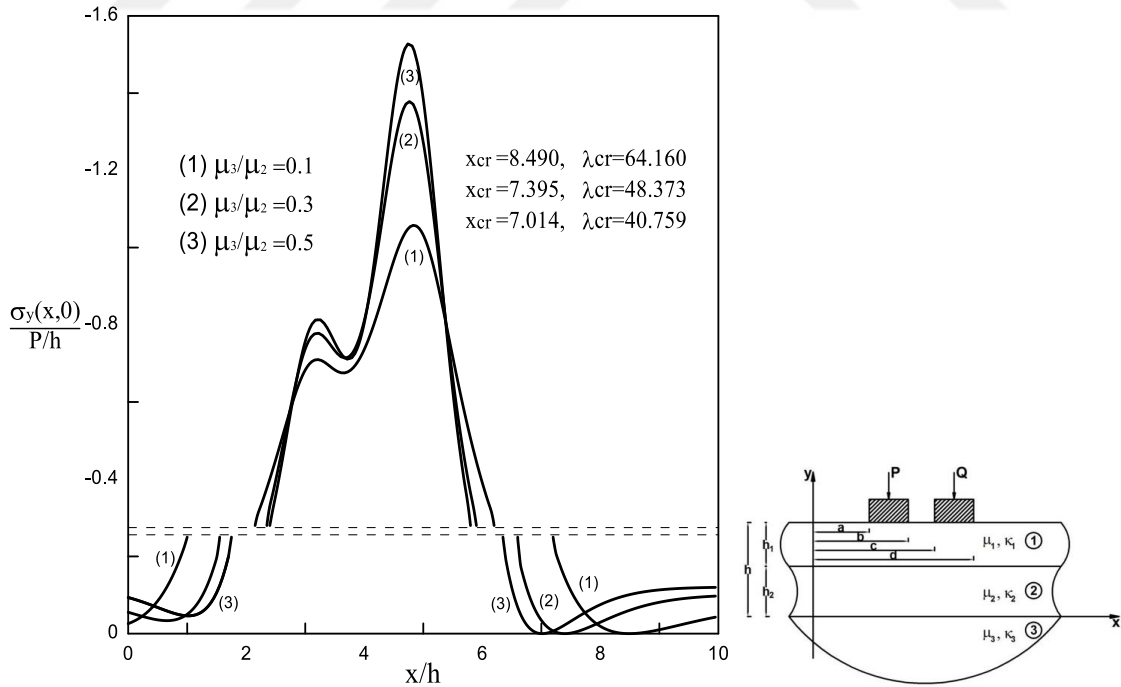 -1.6
-1.2
-0.8
-0.4
0
σy(x,0)
P/h
(1) μ₃/μ₂=0.1
(2) μ₃/μ₂=0.3
(3) μ₃/μ₂=0.5
xcr=8.490, λcr=64.160
xcr=7.395, λcr=48.373
xcr=7.014, λcr=40.759
(3)
(2)
(1)
(1)
(3)
(3)
(2)
(1)
0 2 4 6 8 10
x/h
y
P
Q
a
b
c
d
h
h₁
h₂
μ₁, κ₁ ①
μ₂, κ₂ ②
μ₃, κ₃ ③
x